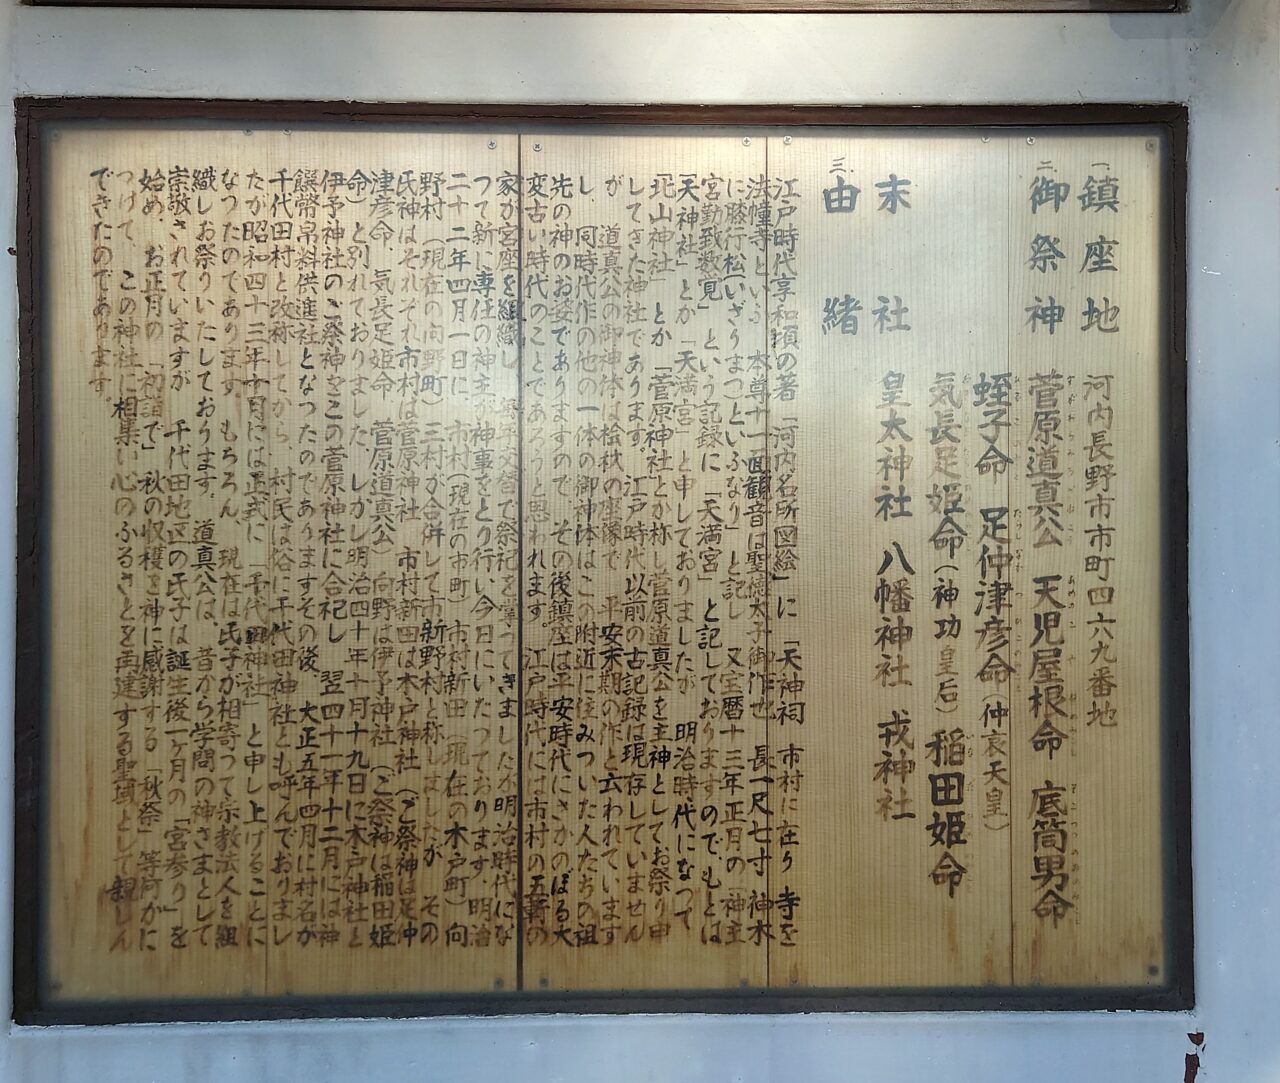 一 鎮座地 河内長野市市町四六九番地
二 御祭神 菅原道真公 天児屋根命 底筒男命
蛭子命 足仲津彦命(仲哀天皇)
気長足姫命(神功皇后)稲田姫命
末社 皇太神社 八幡神社 戎神社
三 由緒
江戸時代享和頃の著「河内名所図絵」に「天神祠 市村に在り 寺を
法幢寺という 本尊十一面観音は聖徳太子御作也 長一尺七寸 神木
に膝行松いざりまつ)といふなり」と記し 又宝暦十三年正月の「神主
宮勤致数覚」という記録に「天満宮」と記しておりますので もとは
「天神社」とか「天満宮」と申しておりましたが 明治時代になって
「北山神社」とか「菅原神社」とか称し菅原道真公を主神としてお祭り申
してきた神社であります。江戸時代以前の古記録は現存していません
が 道真公の御神体は桧材の座像で 平安末期の作と云われています
し、同時代作の他の一体の御神体はこの附近に住みついた人たちの祖
先の神のお姿でありますので その後鎮座は平安時代にさかのぼる大
変古い時代のことであろうと思われます。江戸時代には市村の五軒の
家が宮座を組織し 毎年交替で祭祀を掌ってきましたが明治時代にな
って新に専任の神主が神事をとり行い今日にいたっております。明治
二十二年四月一日に 市村(現在の市町)市村新田(現在の木戸町)向
野村(現在の向野町)三村が合併して市新野村と称しましたが その
氏神はそれぞれ市村は菅原神社 市村新田は木戸神社(ご祭神は足仲
津彦命 気長足姫命 菅原道真公)向野は伊予神社(ご祭神は稲田姫
命)と別れておりました。しかし明治四十年十月十九日に木戸神社と
伊予神社のご祭神をこの菅原神社に合祀し 翌四十一年十二月には神
饌幣帛料供進社となったのでありますその後、大正五年四月に村名が
千代田村と改称してから、村民は俗に千代田神社とも呼んでおりまし
たが昭和四十三年十月には正式に「千代田神社」と申し上げることに
なったのであります。もちろん、現在は氏子が相寄って宗教法人を組
織しお祭りいたしております。道真公は、昔から学問の神さまとして
崇敬されていますが 千代田地区の氏子は誕生後一ヶ月の「宮参り」を
始め、お正月の「初詣で」秋の収穫を神に感謝する「秋祭」等何かに
つけて、この神社に相集い心のふるさとを再建する聖域として親しん
できたのであります。